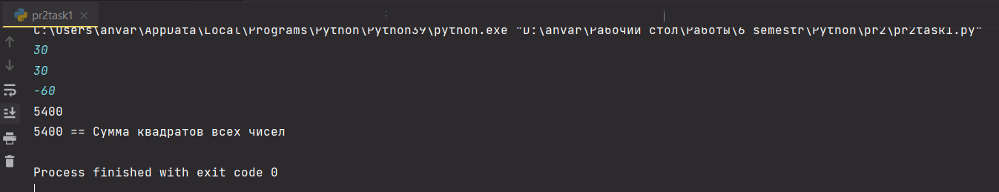 pr2task1
C:\Users\anvar\AppData\Local\Programs\Python\Python39\python.exe "D:\anvar\Рабочий стол\Работы\6 semestr\Python\pr2\pr2task1.py"
30
30
-60
5400
5400 == Сумма квадратов всех чисел
Process finished with exit code 0